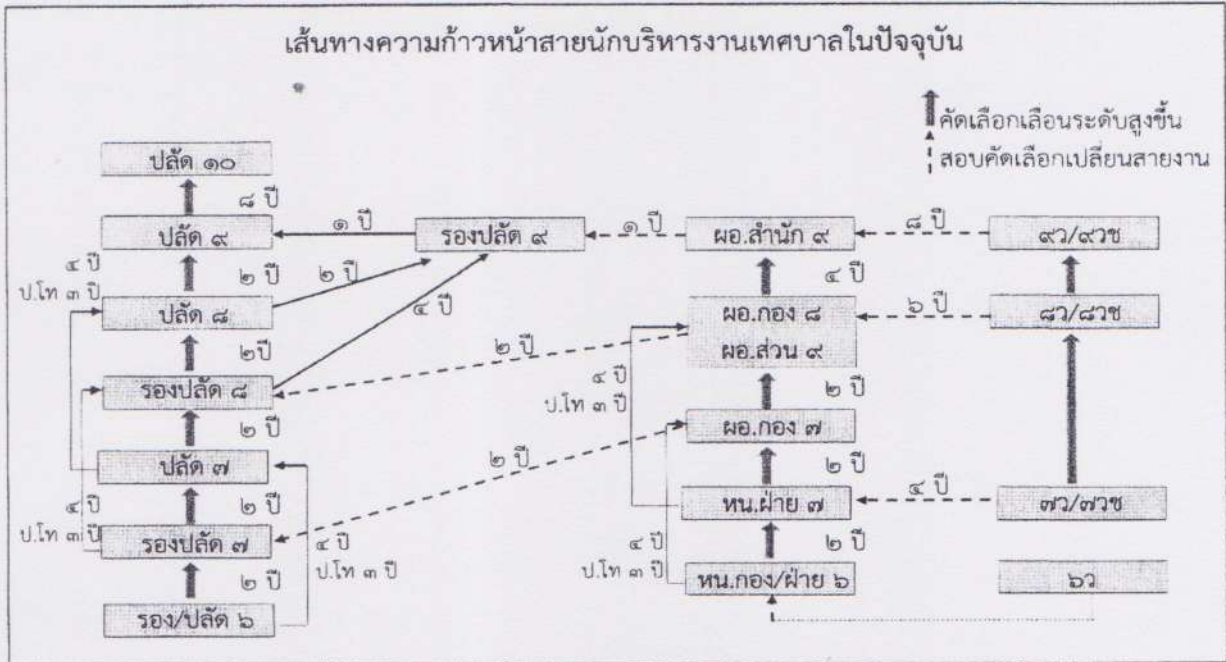 เส้นทางความก้าวหน้าสายนักบริหารงานเทศบาลในปัจจุบัน
คัดเลือกเลื่อนระดับสูงขึ้น
สอบคัดเลือกเปลี่ยนสายงาน
ปลัด ๑๐
๘ ปี
ปลัด ๙
๑ ปี
รองปลัด ๙
๑ ปี
ผอ.สำนัก ๙
๘ ปี
๙ว/๙วช
๔ ปี
ป.โท ๓ ปี
๒ ปี
๒ ปี
๔ ปี
๔ ปี
ปลัด ๘
ผอ.กอง ๘
ผอ.ส่วน ๙
๖ ปี
๘ว/๘วช
๒ปี
๒ ปี
รองปลัด ๘
๔ ปี
ป.โท ๓ ปี
๒ ปี
๒ ปี
ผอ.กอง ๗
ปลัด ๗
๒ ปี
๒ ปี
๔ ปี
ป.โท ๓ ปี
๒ ปี
หน.ฝ่าย ๗
๔ ปี
๗ว/๗วช
รองปลัด ๗
๔ ปี
ป.โท ๓ ปี
๔ ปี
ป.โท ๓ ปี
๒ ปี
๒ ปี
หน.กอง/ฝ่าย ๖
๖ว
รอง/ปลัด ๖